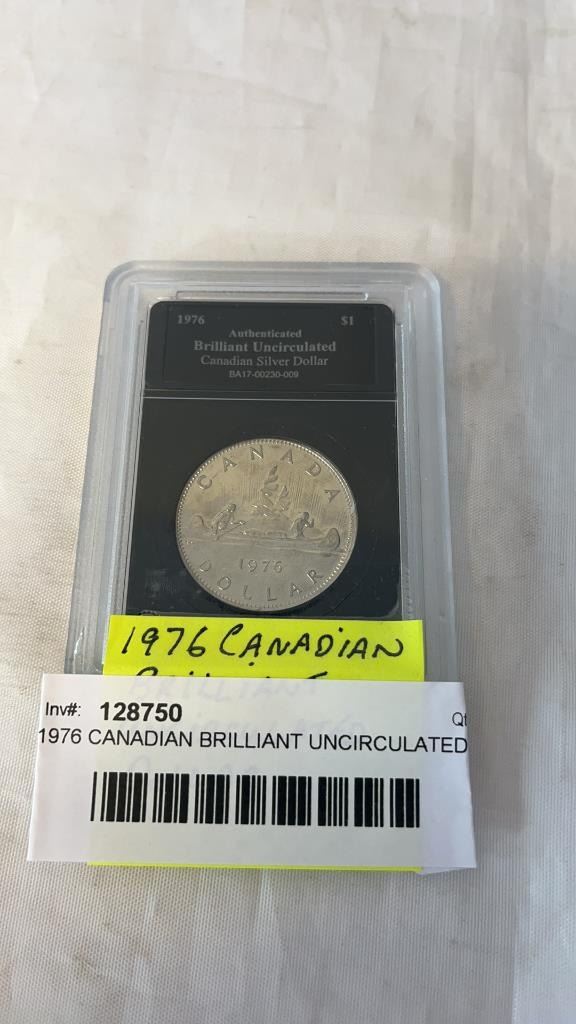 1976 $1
Authenticated
Brilliant Uncirculated
Canadian Silver Dollar
BA17-00230-009
CANADA
1976
DOLLAR
1976 CANADIAN
BRILLIANT
Inv#: 128750
1976 CANADIAN BRILLIANT UNCIRCULATED